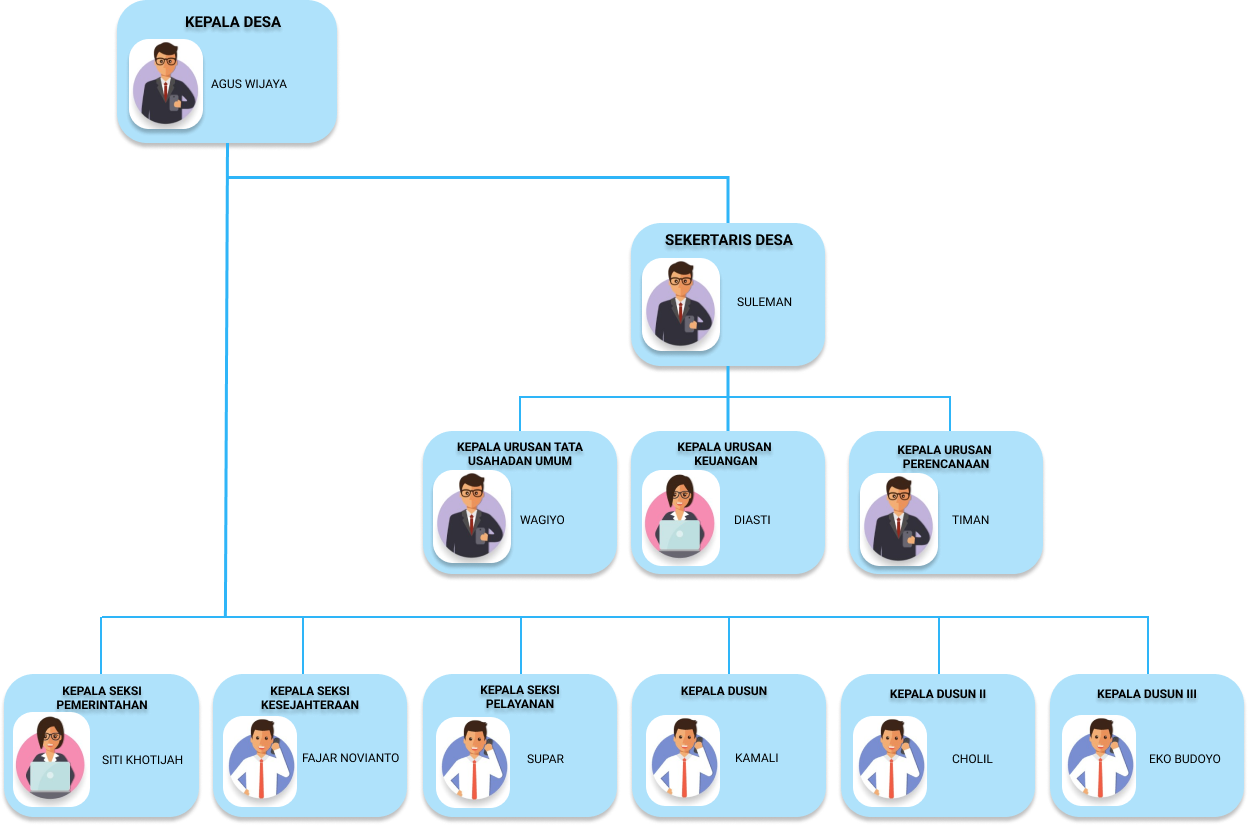 KEPALA DESA
AGUS WIJAYA
SEKERTARIS DESA
SULEMAN
KEPALA URUSAN TATA
USAHADAN UMUM
WAGIYO
KEPALA URUSAN
KEUANGAN
DIASTI
KEPALA URUSAN
PERENCANAAN
TIMAN
KEPALA SEKSI
PEMERINTAHAN
SITI KHOTIJAH
KEPALA SEKSI
KESEJAHTERAAN
FAJAR NOVIANTO
KEPALA SEKSI
PELAYANAN
SUPAR
KEPALA DUSUN
KAMALI
KEPALA DUSUN II
CHOLIL
KEPALA DUSUN III
EKO BUDOYO